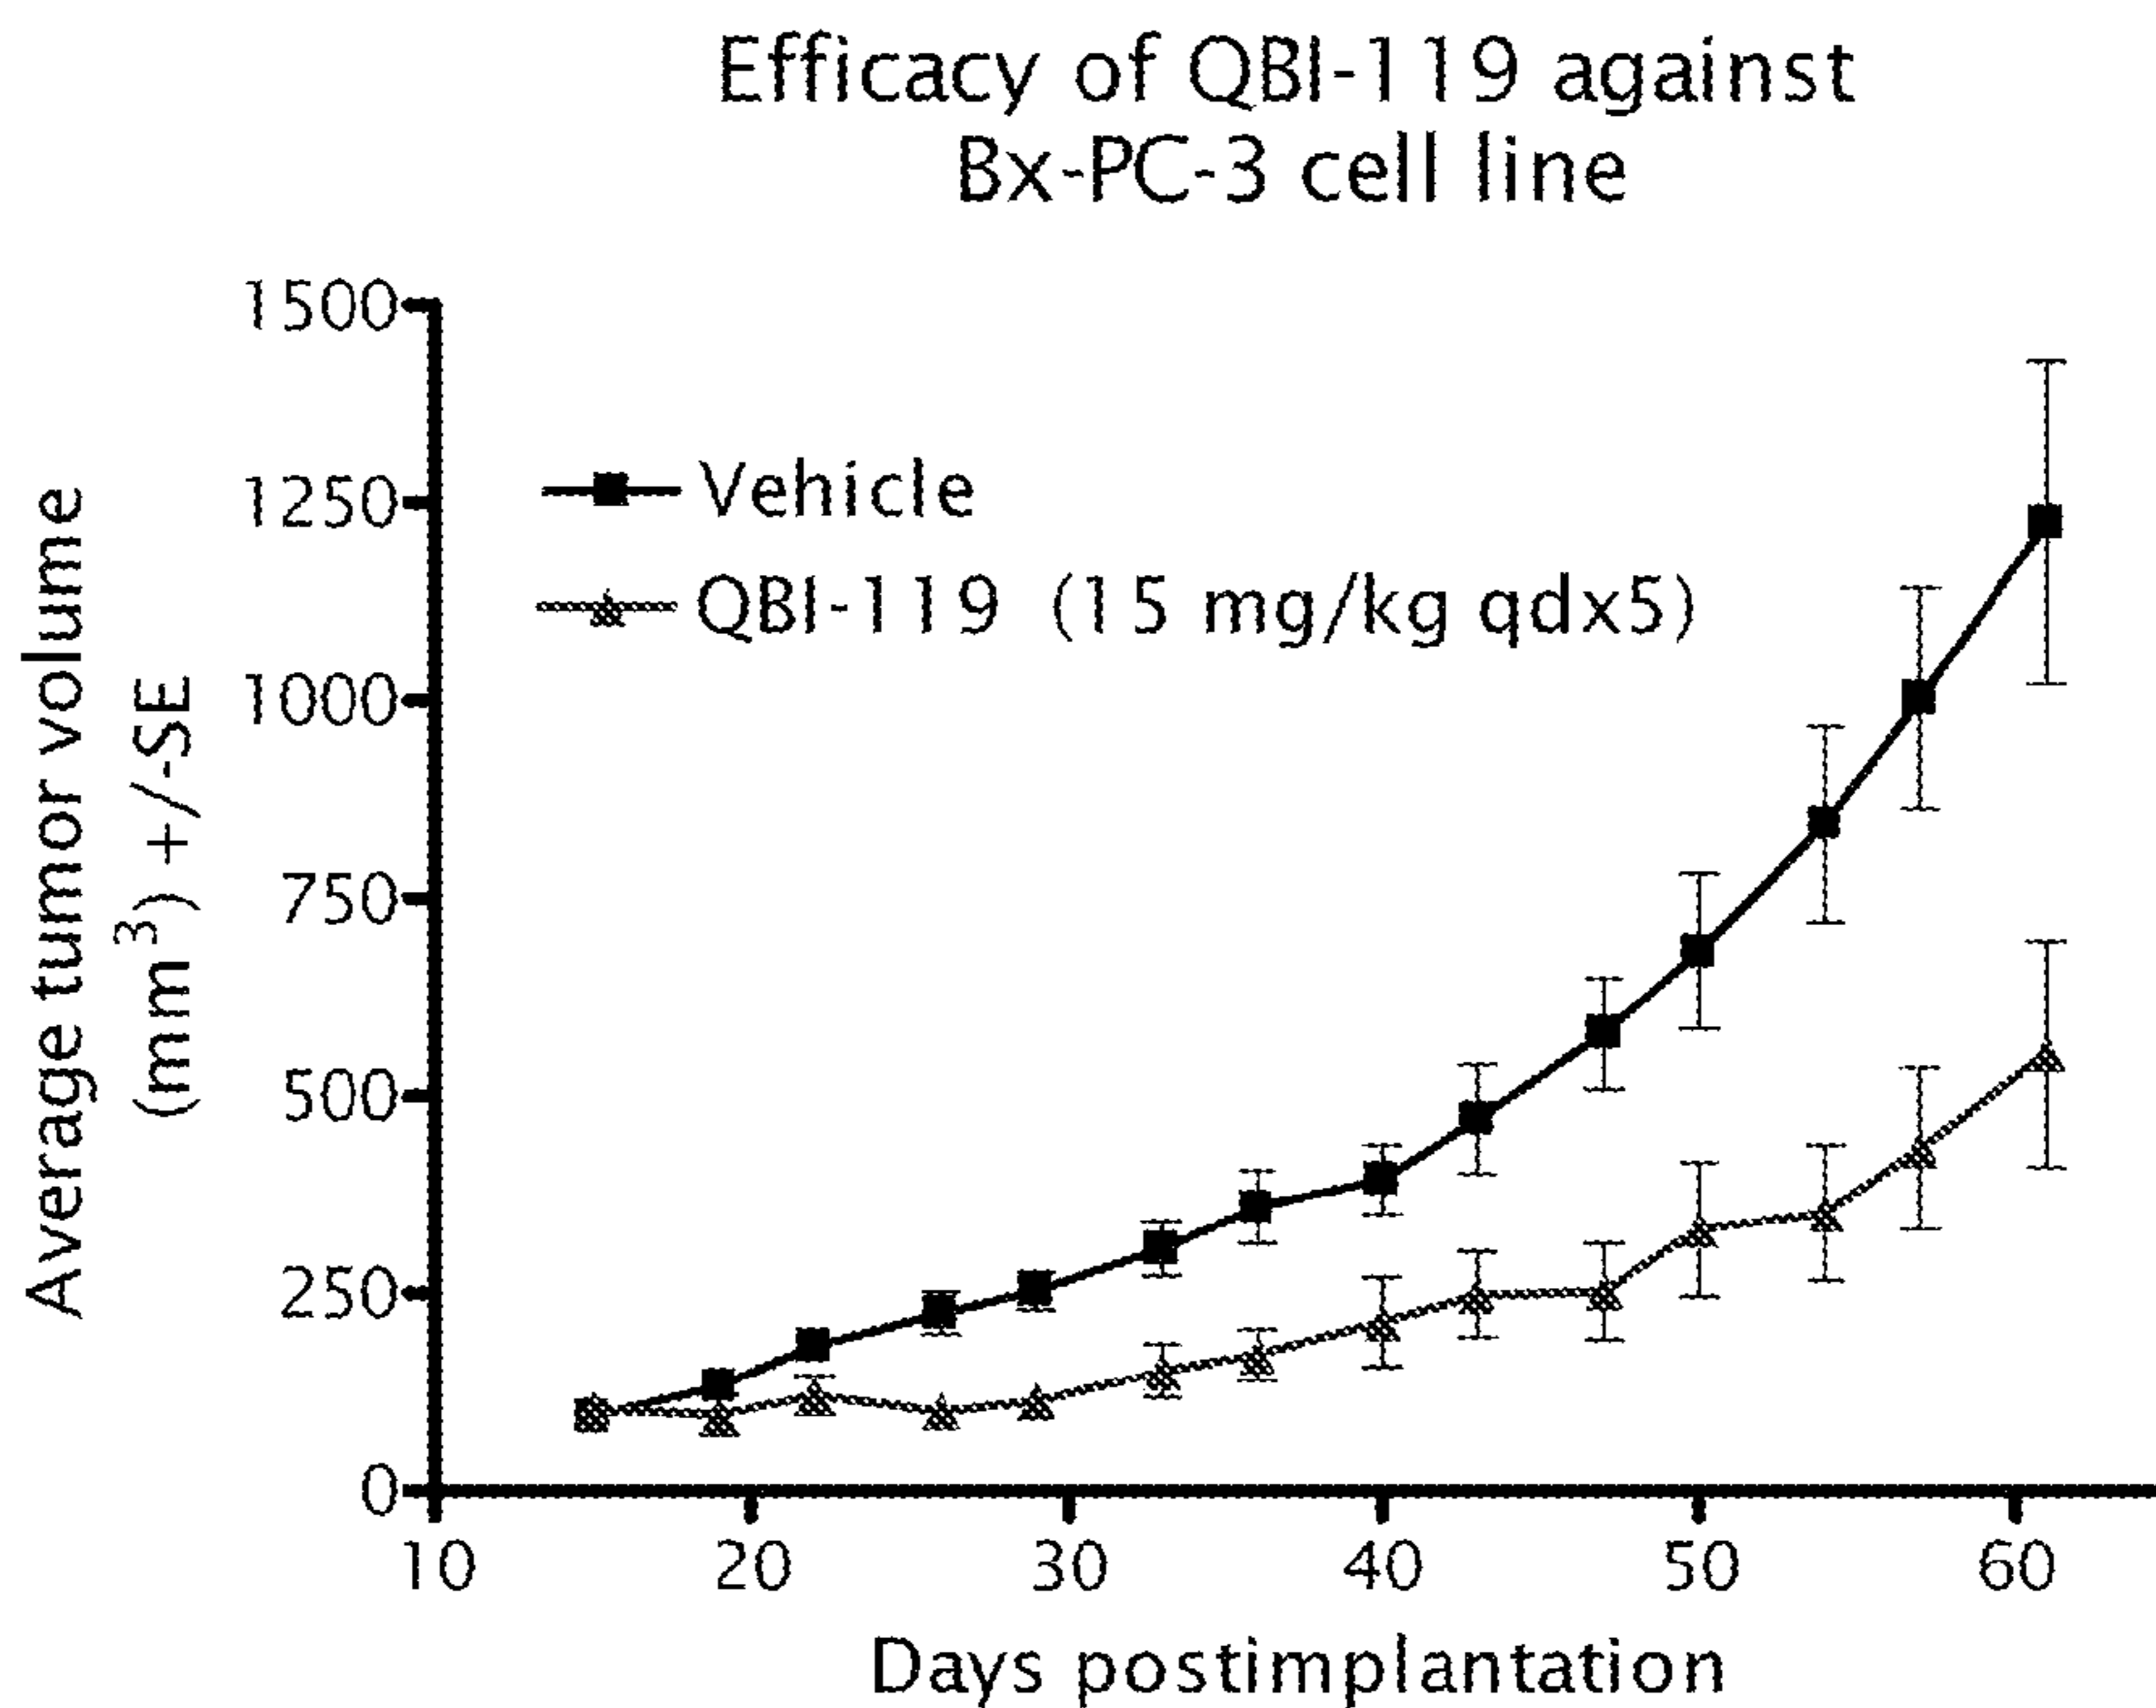 Efficacy of QBI-119 against
Bx-PC-3 cell line
Average tumor volume
(mm³) +/-SE
1500
1250
1000
750
500
250
0
Vehicle
QBI-119 (15 mg/kg qdx5)
10 20 30 40 50 60
Days postimplantation